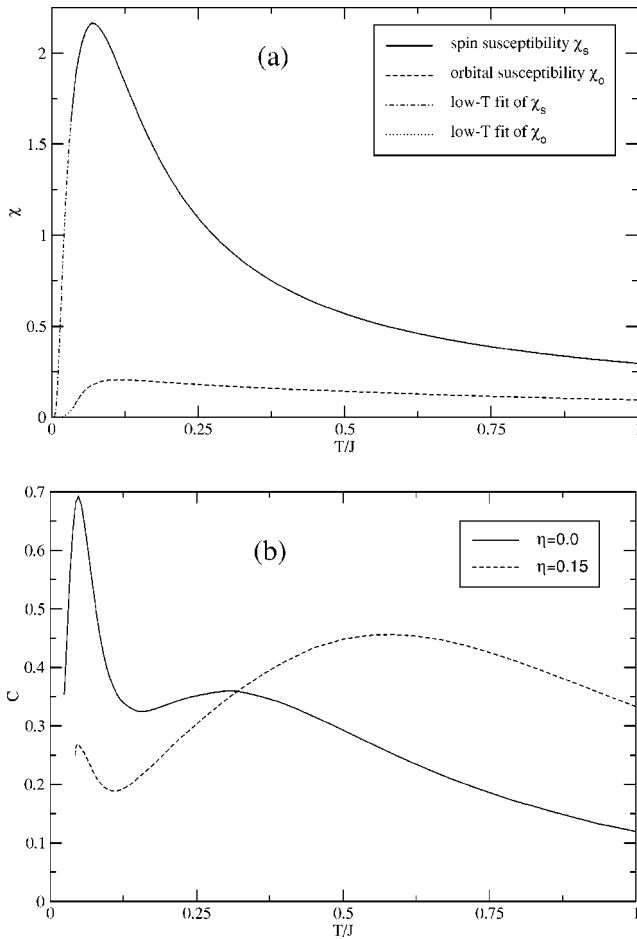 (a)
spin susceptibility χs
orbital susceptibility χo
low-T fit of χs
low-T fit of χo
2
1.5
1
0.5
0
χ
0
0.25
0.5
0.75
1
T/J
(b)
η=0.0
η=0.15
0.7
0.6
0.5
0.4
0.3
0.2
0.1
0
C
0
0.25
0.5
0.75
1
T/J